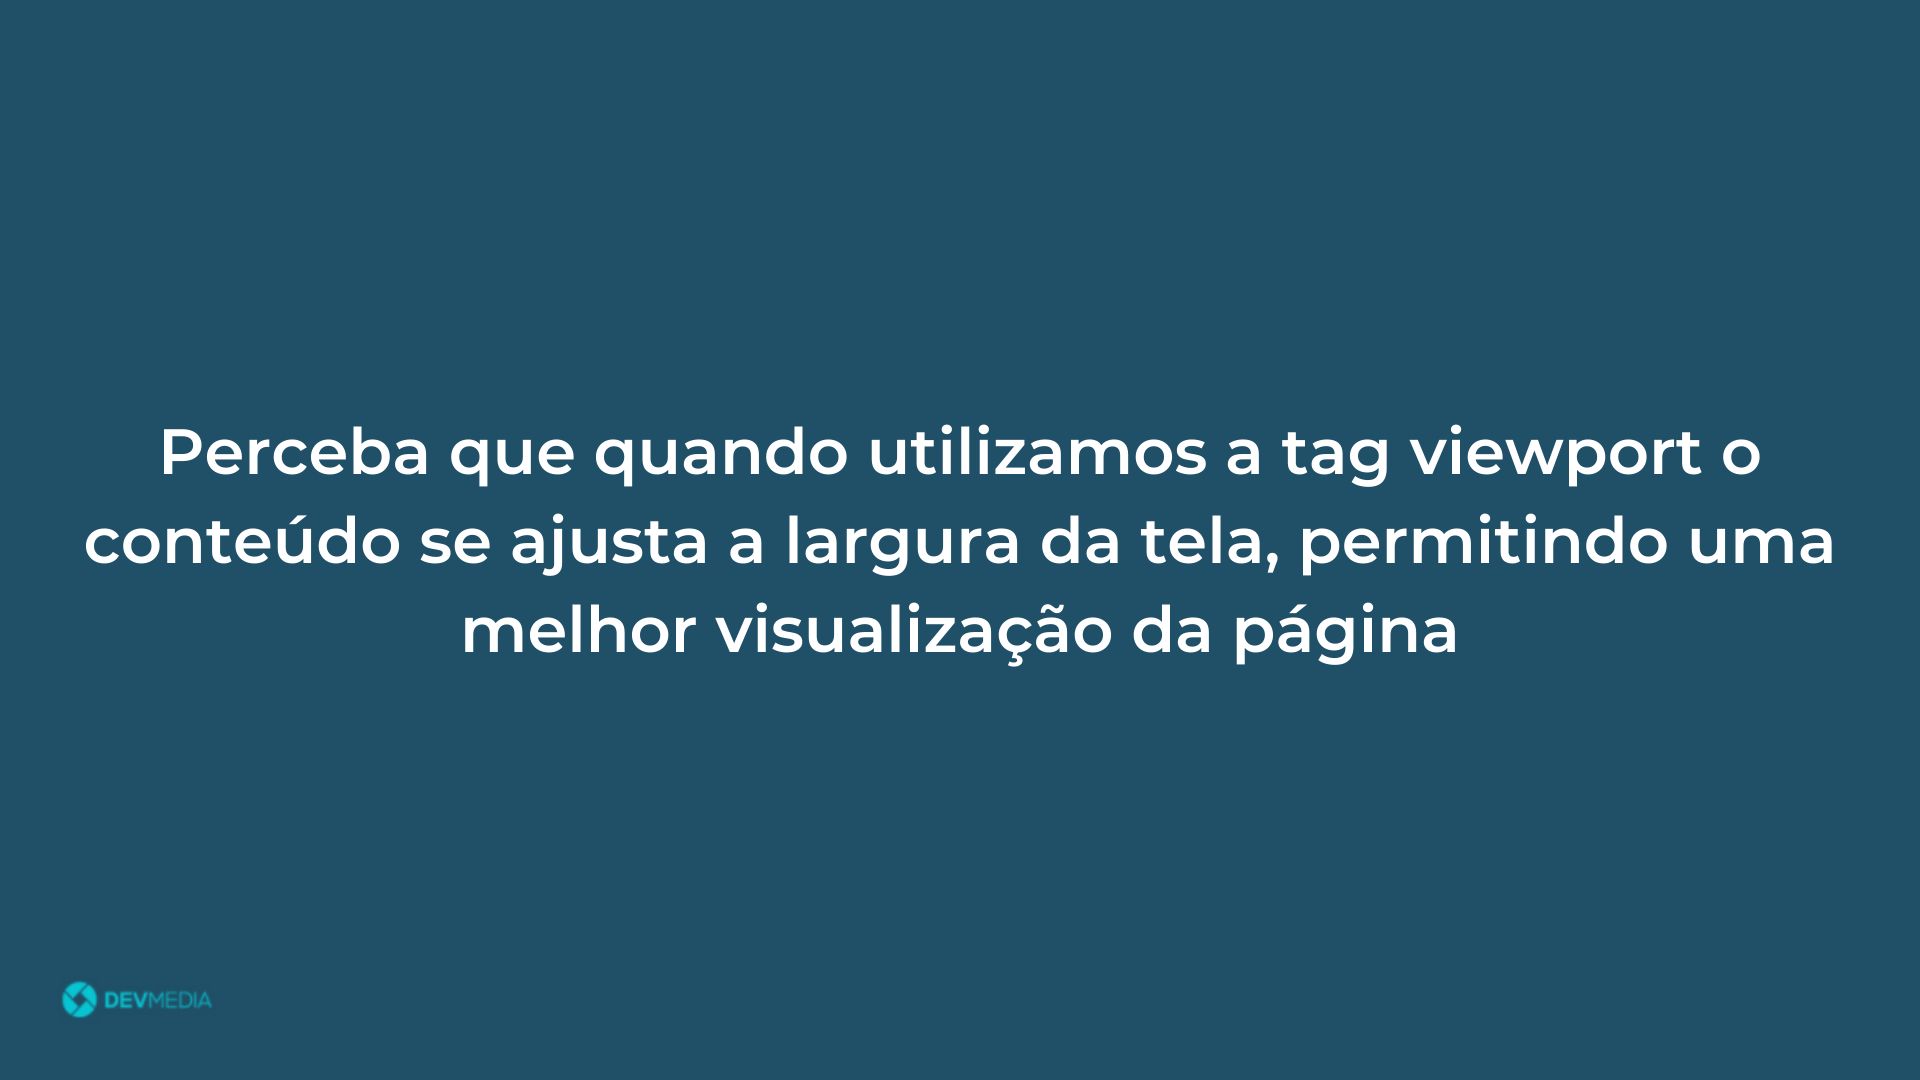 Perceba que quando utilizamos a tag viewport o
conteúdo se ajusta a largura da tela, permitindo uma
melhor visualização da página
DEVMEDIA